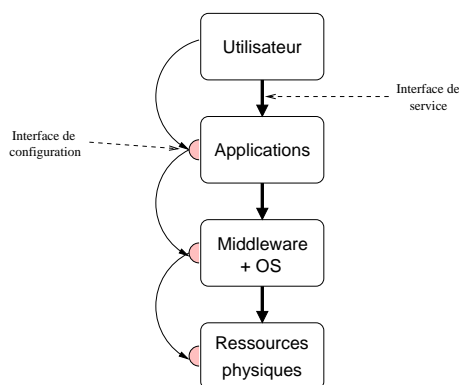 Utilisateur
Interface de
service
Interface de
configuration
Applications
Middleware
+ OS
Ressources
physiques